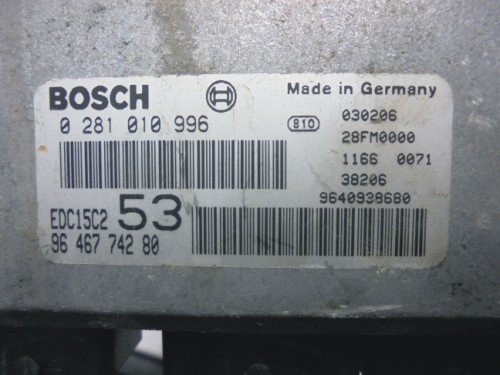 BOSCH
Made in Germany
0 281 010 996
810
030206
28FM0000
1166 0071
38206
9640938680
EDC15C2 53
96 467 742 80